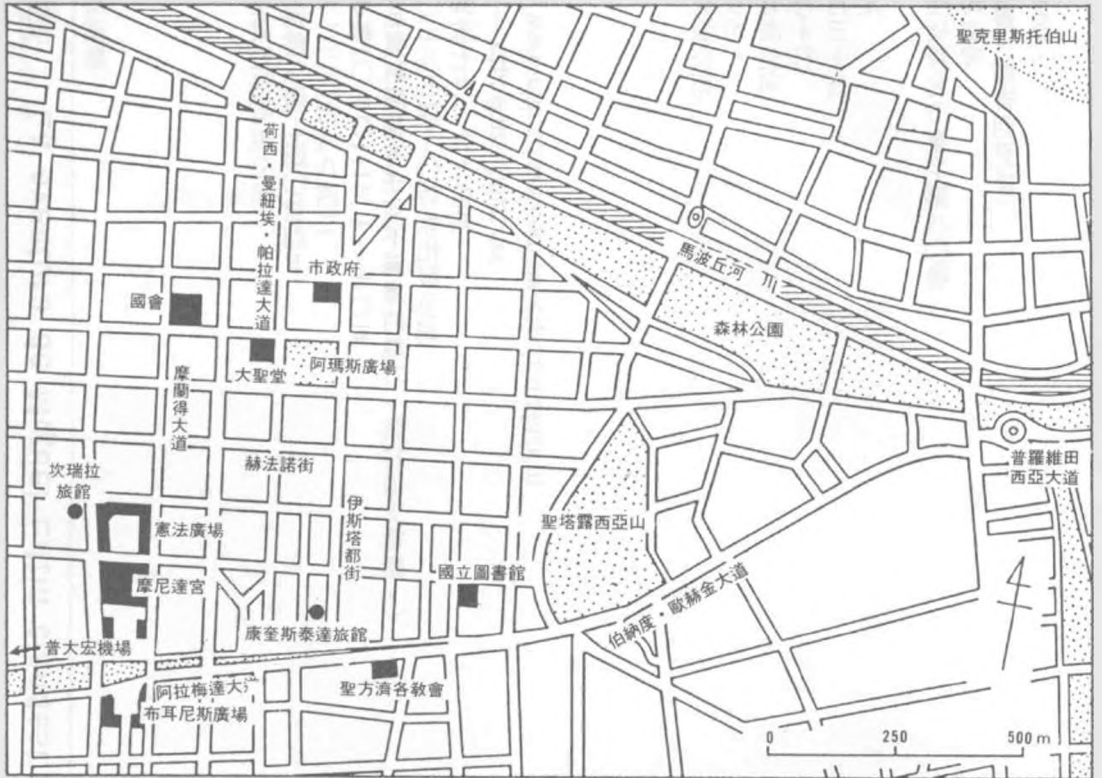 聖克里斯托伯山
荷西・曼紐埃・帕拉達大道
市政府
國會
馬波丘河
森林公園
大聖堂
阿瑪斯廣場
摩蘭得大道
赫法諾街
坎瑞拉
旅館
普羅維田
西亞大道
伊斯塔都街
憲法廣場
聖塔露西亞山
國立圖書館
摩尼達宮
康奎斯泰達旅館
伯納度・歐赫金大道
普大宏機場
阿拉梅達大
聖方濟各教會
布耳尼斯廣場
0 250 500 m